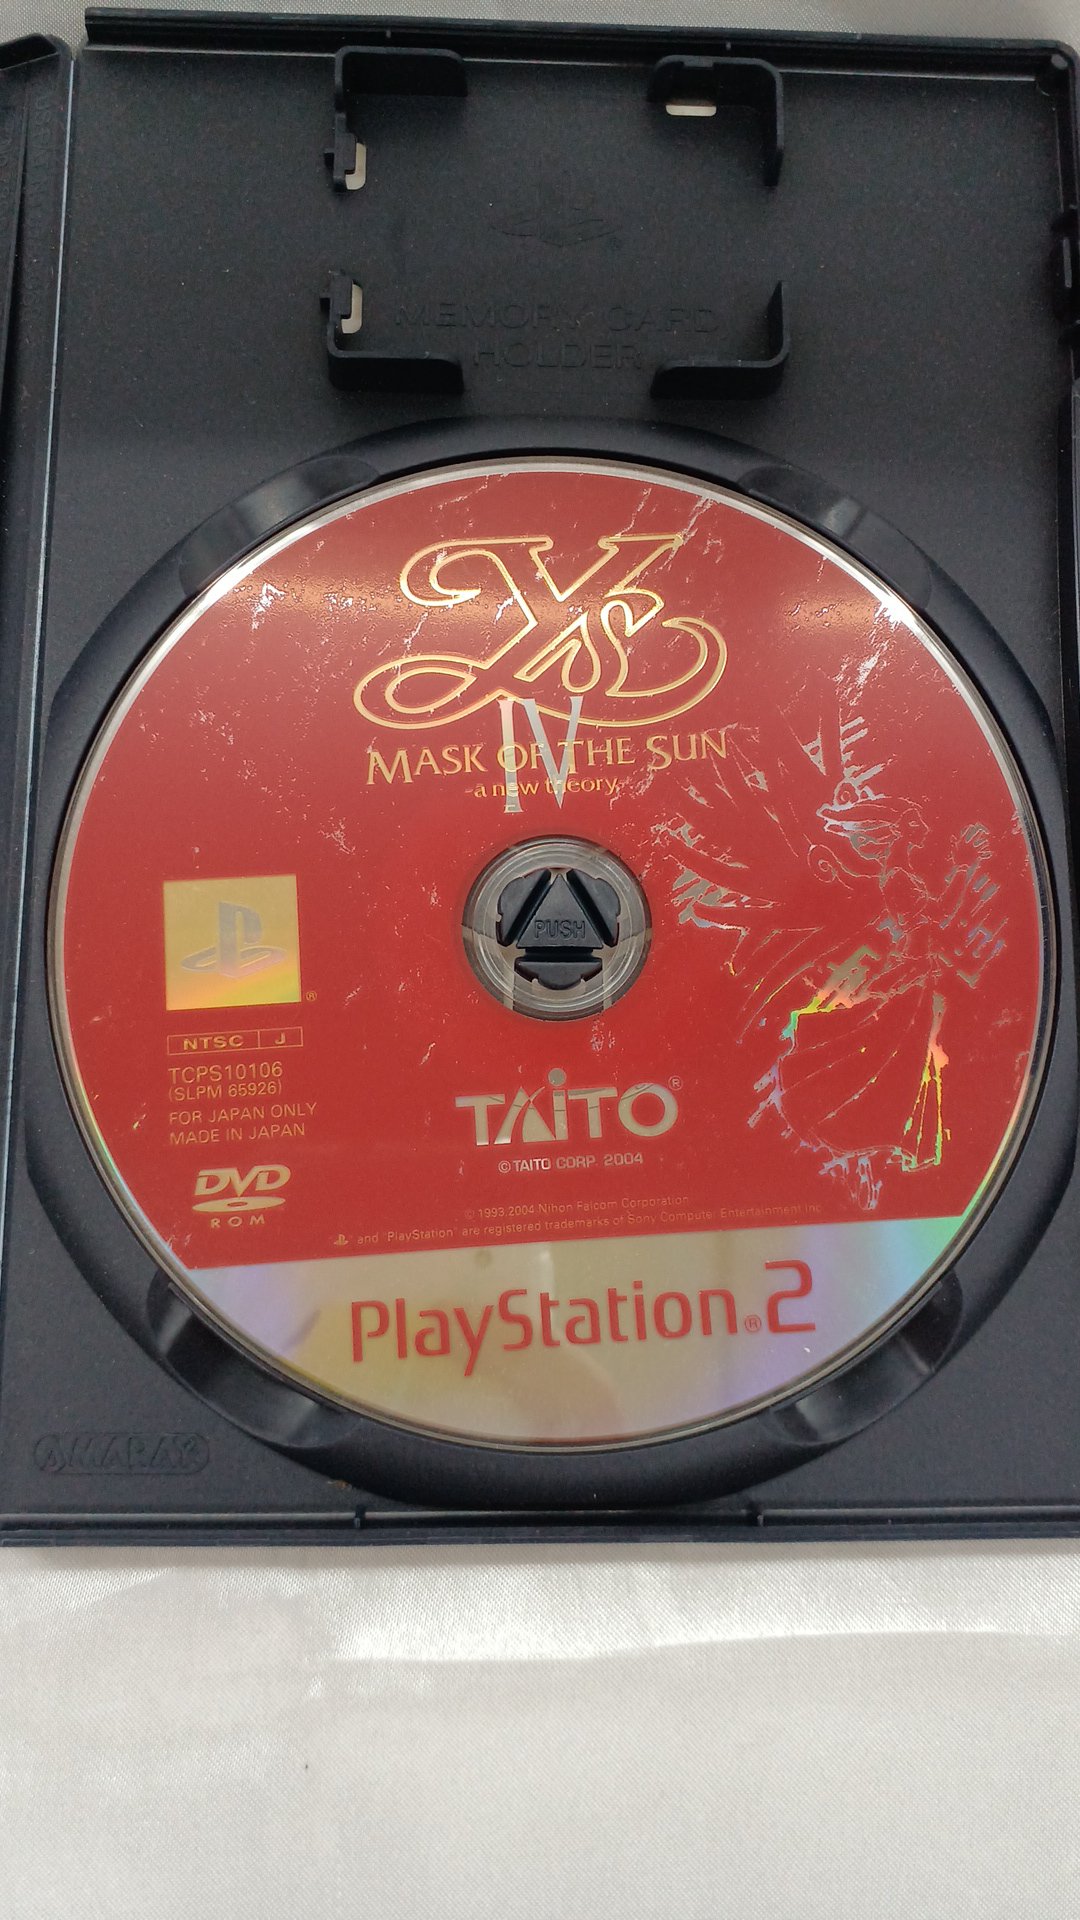 MEMORY CARD
HOLDER
Ys
IV
MASK OF THE SUN
-a new theory-
PUSH
®
NTSC J
TCPS10106
(SLPM 65926)
FOR JAPAN ONLY
MADE IN JAPAN
DVD
ROM
TAITO®
© TAITO CORP. 2004
© 1993,2004 Nihon Falcom Corporation
and "PlayStation" are registered trademarks of Sony Computer Entertainment Inc.
PlayStation®2
AMARAY